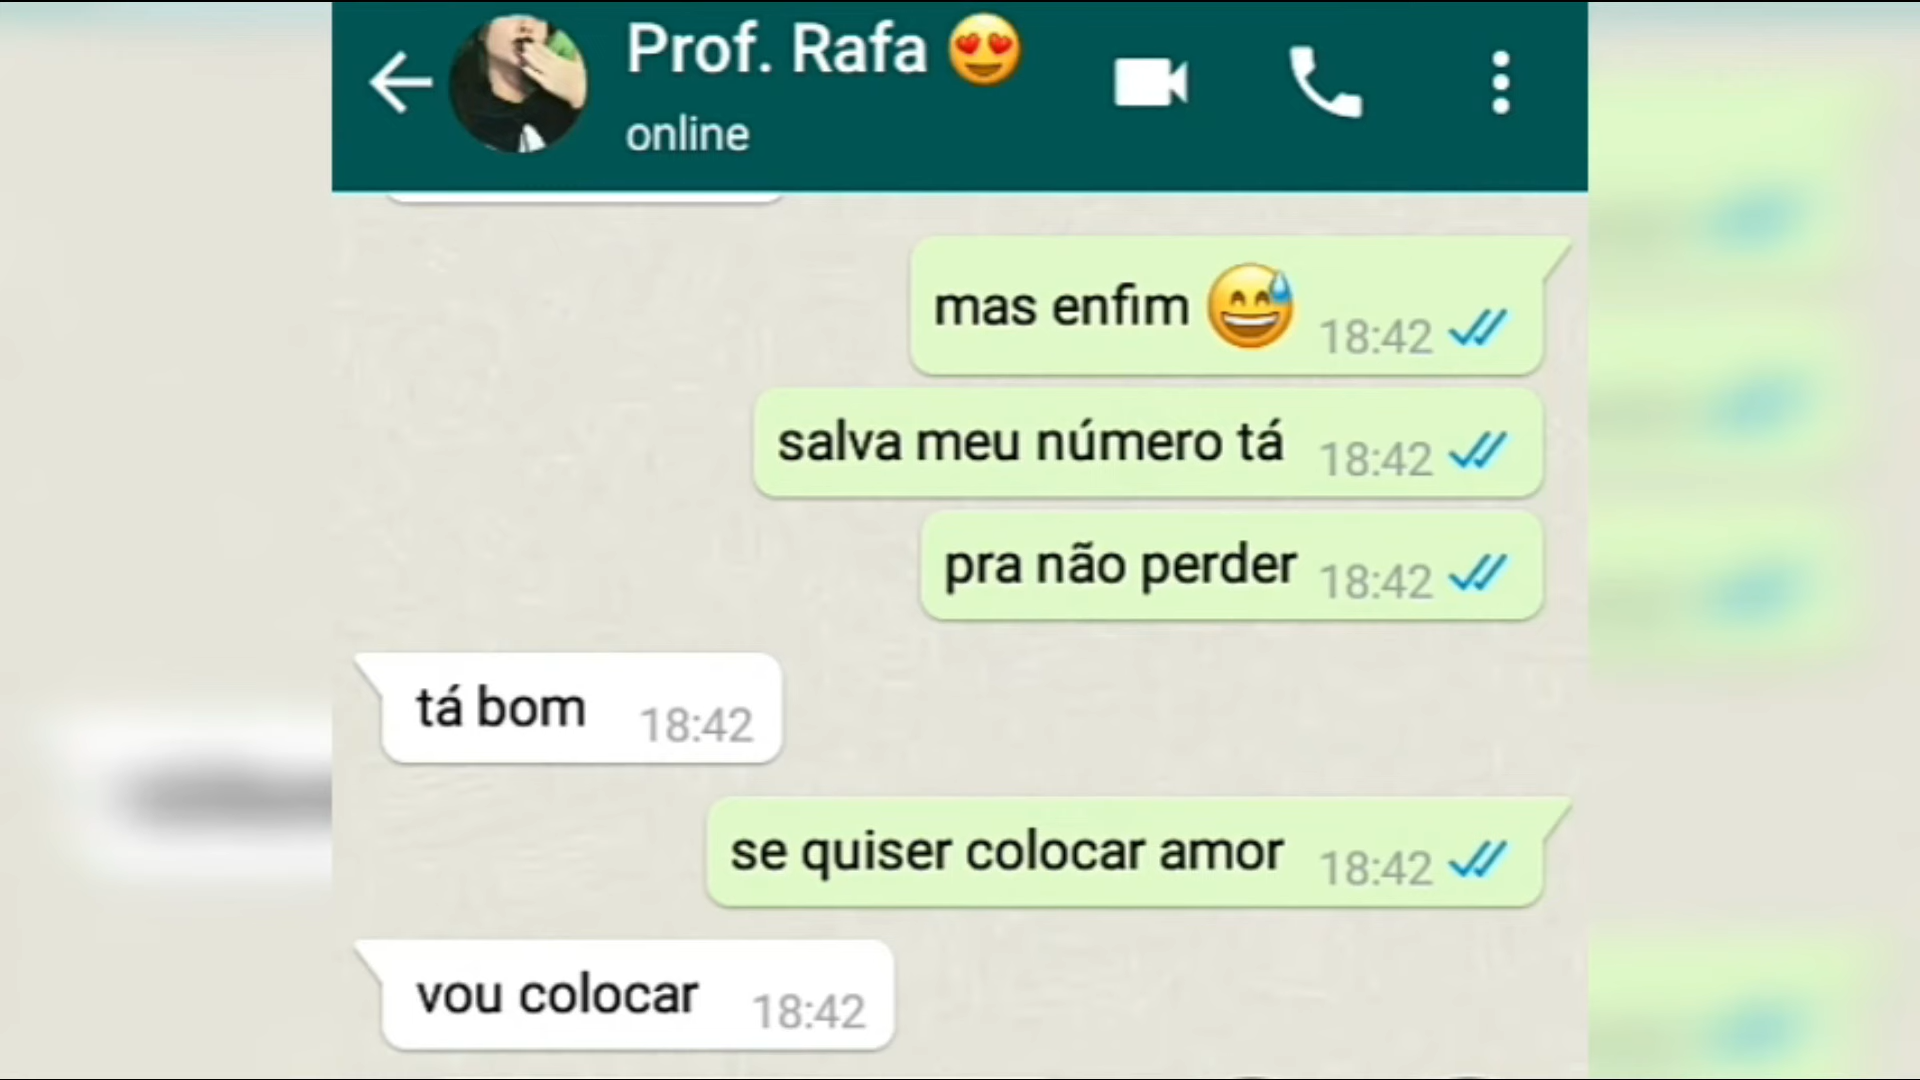 Prof. Rafa 😍
online
mas enfim 😅 18:42
salva meu número tá 18:42
pra não perder 18:42
tá bom 18:42
se quiser colocar amor 18:42
vou colocar 18:42